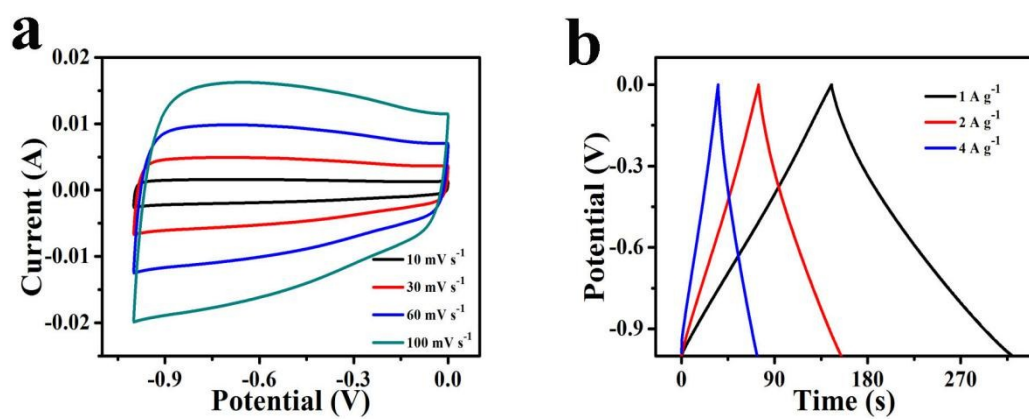 a
0.02
0.01
0.00
-0.01
-0.02
Current (A)
-0.9
-0.6
-0.3
0.0
Potential (V)
10 mV s⁻¹
30 mV s⁻¹
60 mV s⁻¹
100 mV s⁻¹
b
0.0
-0.3
-0.6
-0.9
Potential (V)
0
90
180
270
Time (s)
1 A g⁻¹
2 A g⁻¹
4 A g⁻¹